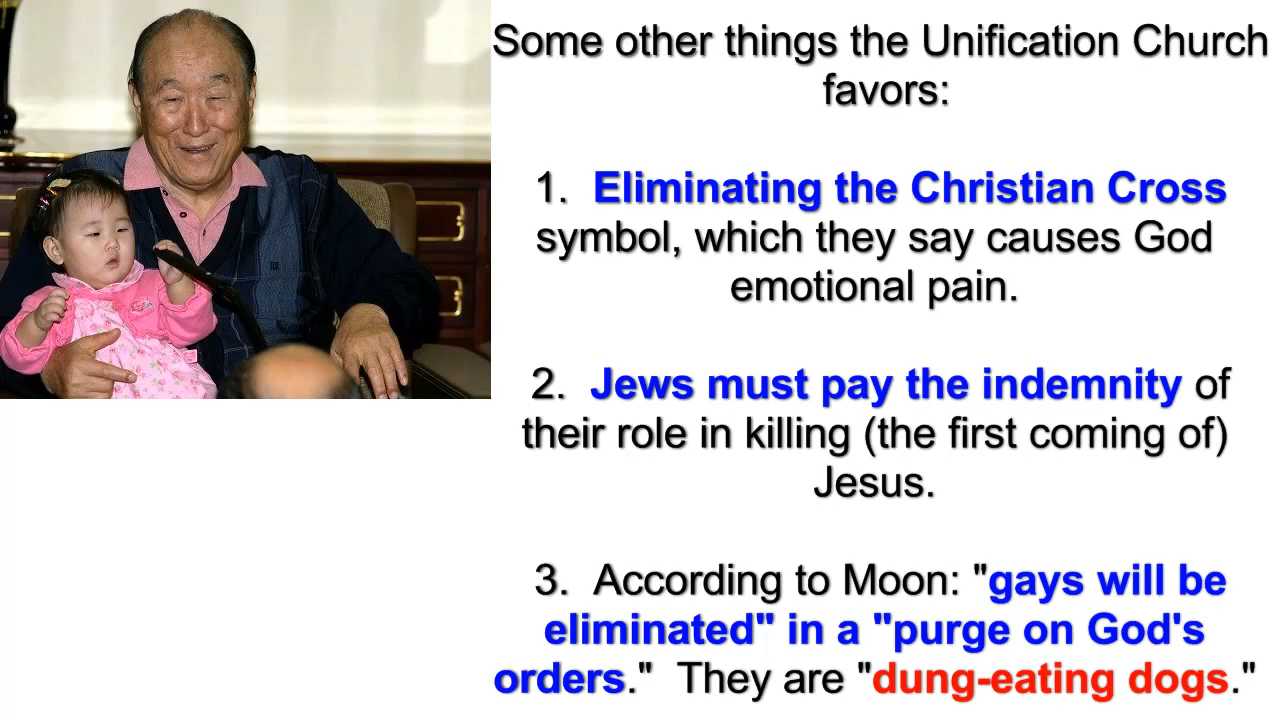 Some other things the Unification Church
favors:
1. Eliminating the Christian Cross
symbol, which they say causes God
emotional pain.
2. Jews must pay the indemnity of
their role in killing (the first coming of)
Jesus.
3. According to Moon: "gays will be
eliminated" in a "purge on God's
orders." They are "dung-eating dogs."